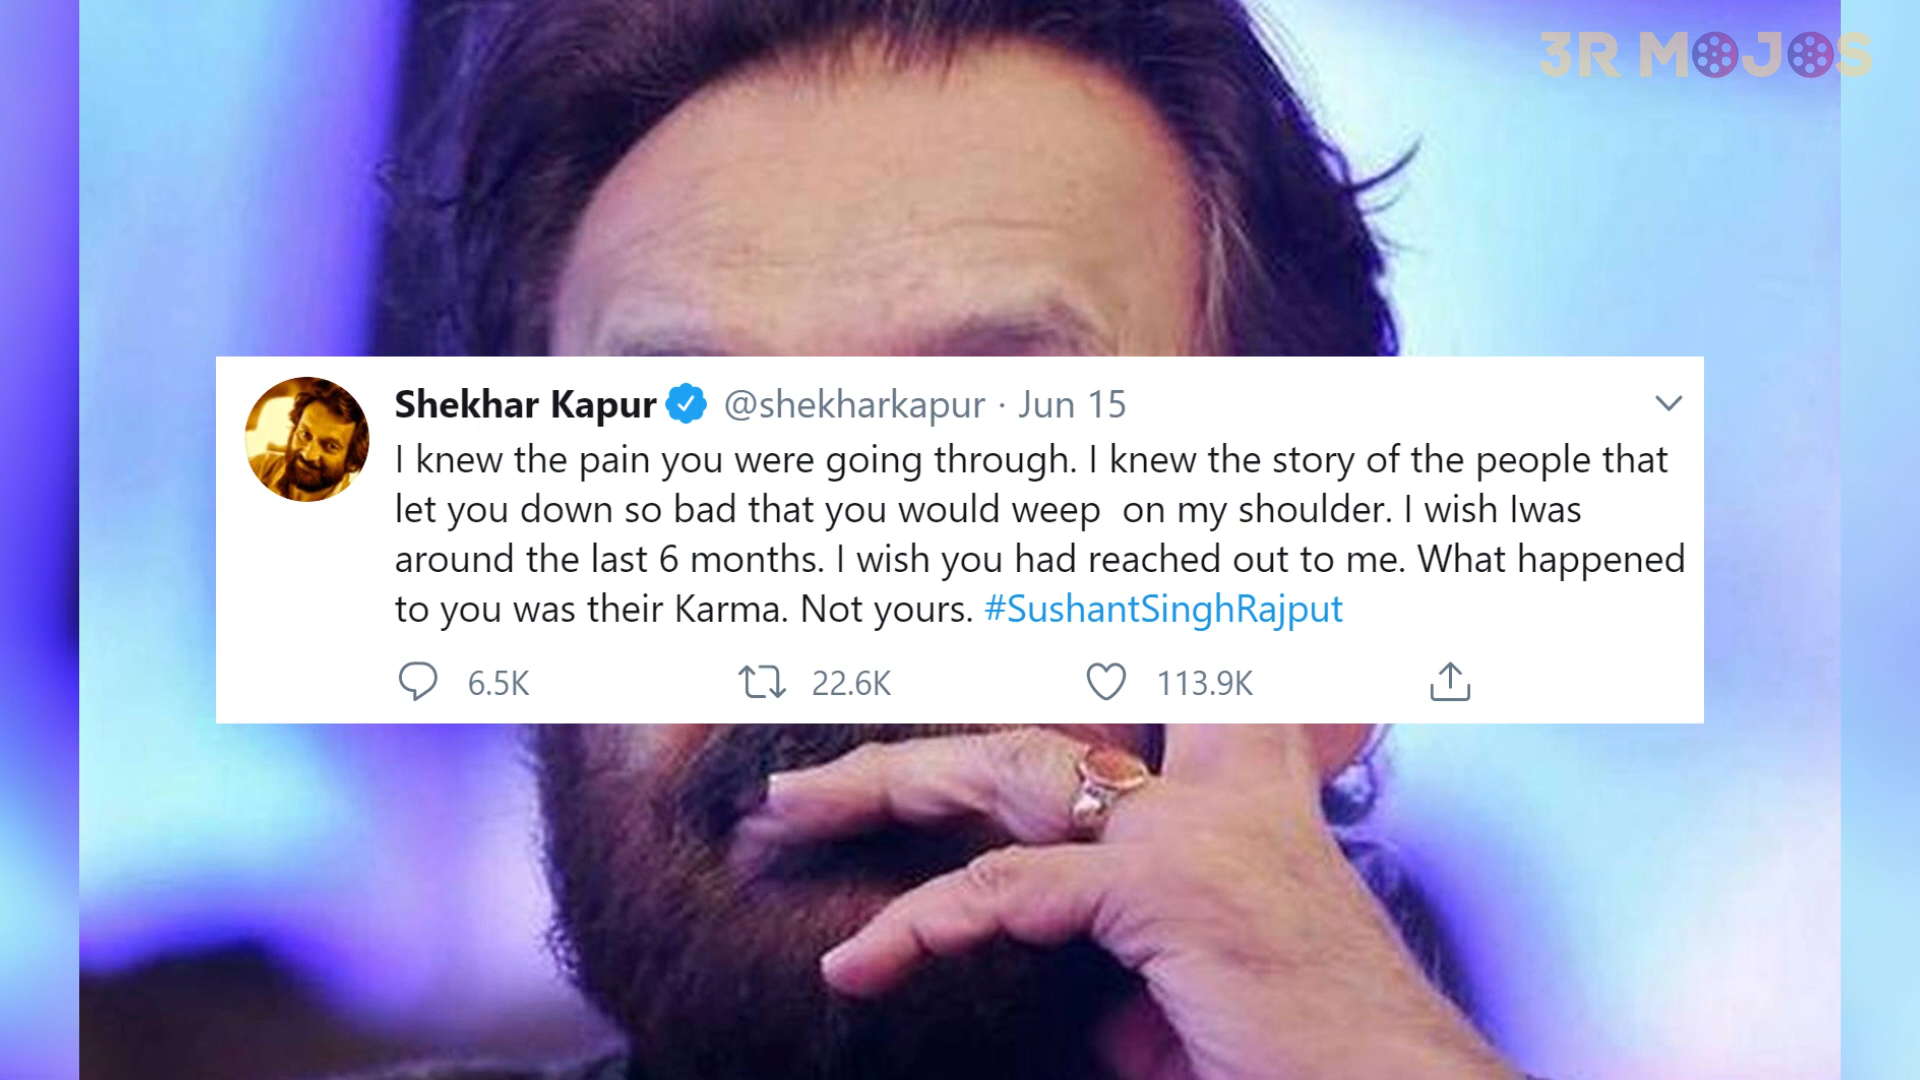 3R MOJOS
Shekhar Kapur @shekharkapur · Jun 15
I knew the pain you were going through. I knew the story of the people that
let you down so bad that you would weep  on my shoulder. I wish Iwas
around the last 6 months. I wish you had reached out to me. What happened
to you was their Karma. Not yours. #SushantSinghRajput
6.5K 22.6K 113.9K